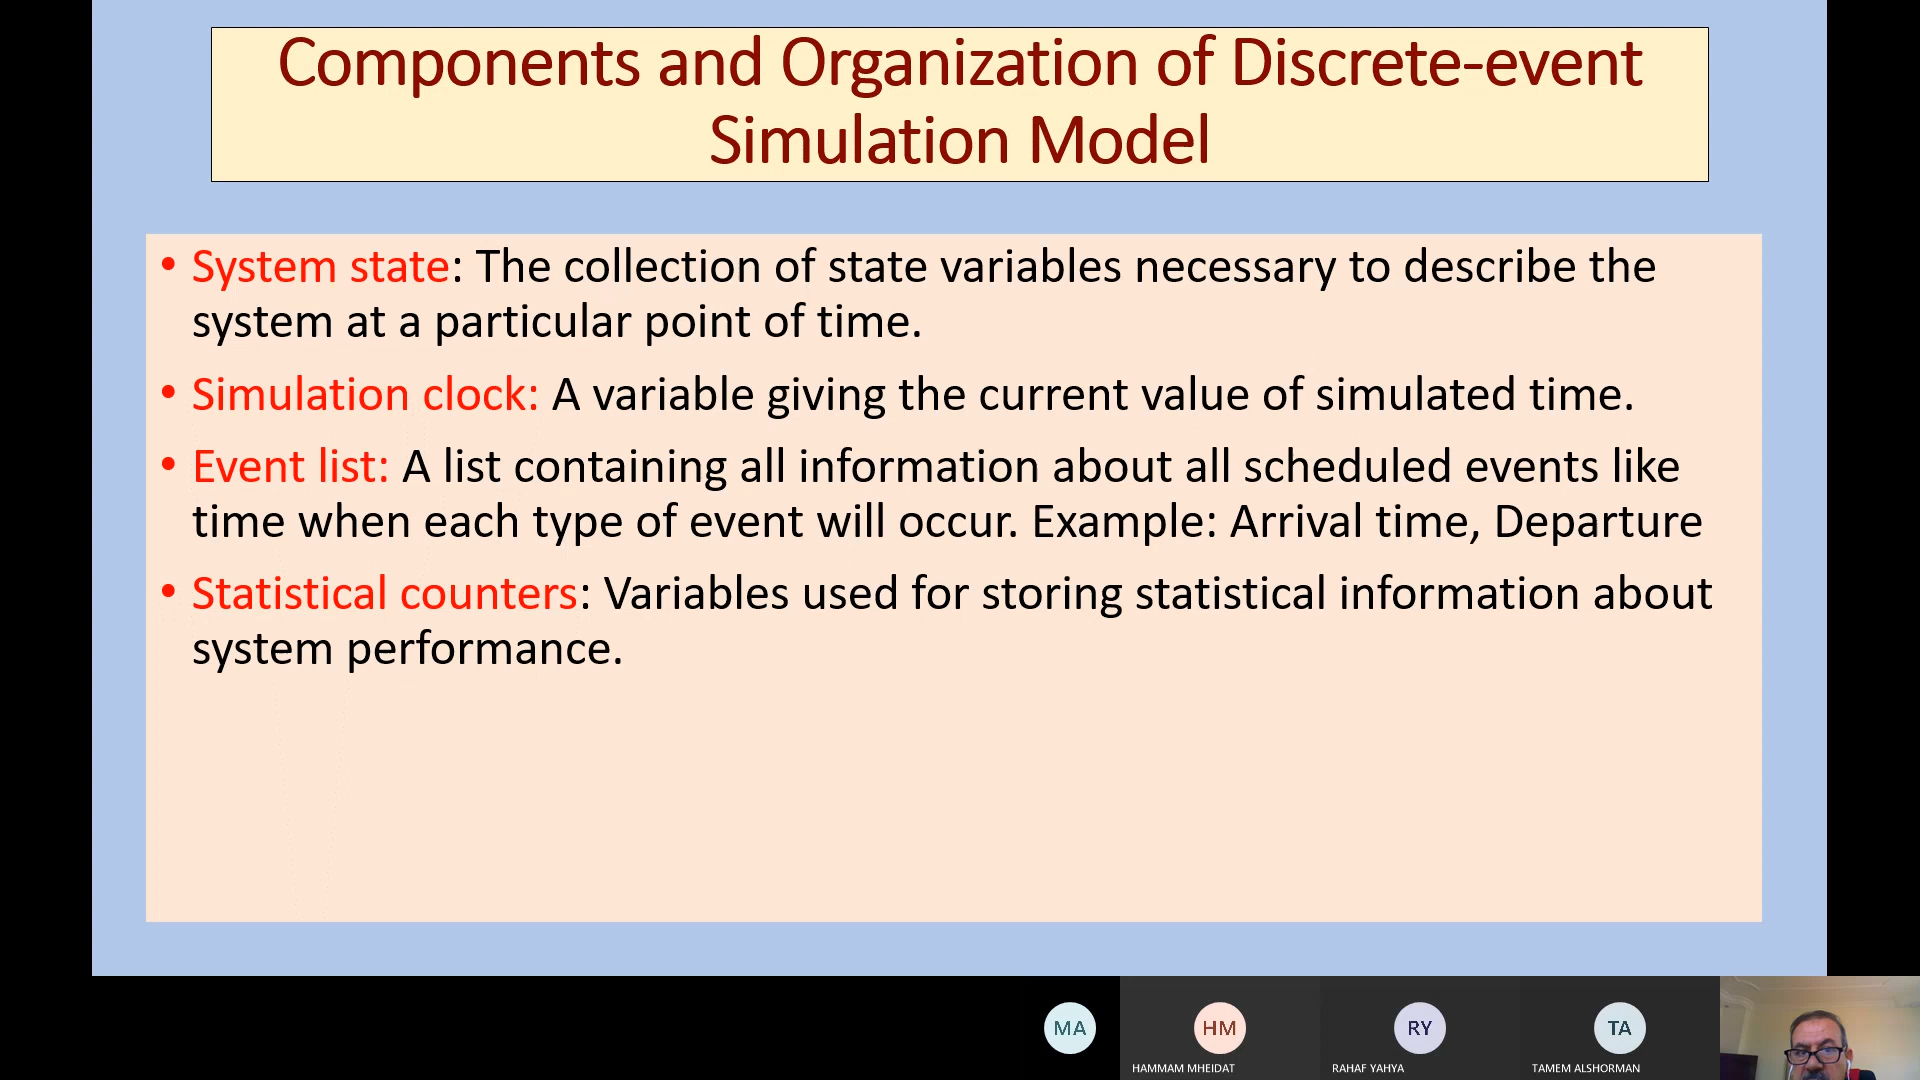 Components and Organization of Discrete-event
Simulation Model
• System state: The collection of state variables necessary to describe the
system at a particular point of time.
• Simulation clock: A variable giving the current value of simulated time.
• Event list: A list containing all information about all scheduled events like
time when each type of event will occur. Example: Arrival time, Departure
• Statistical counters: Variables used for storing statistical information about
system performance.
MA
HM
RY
TA
HAMMAM MHEIDAT
RAHAF YAHYA
TAMEM ALSHORMAN